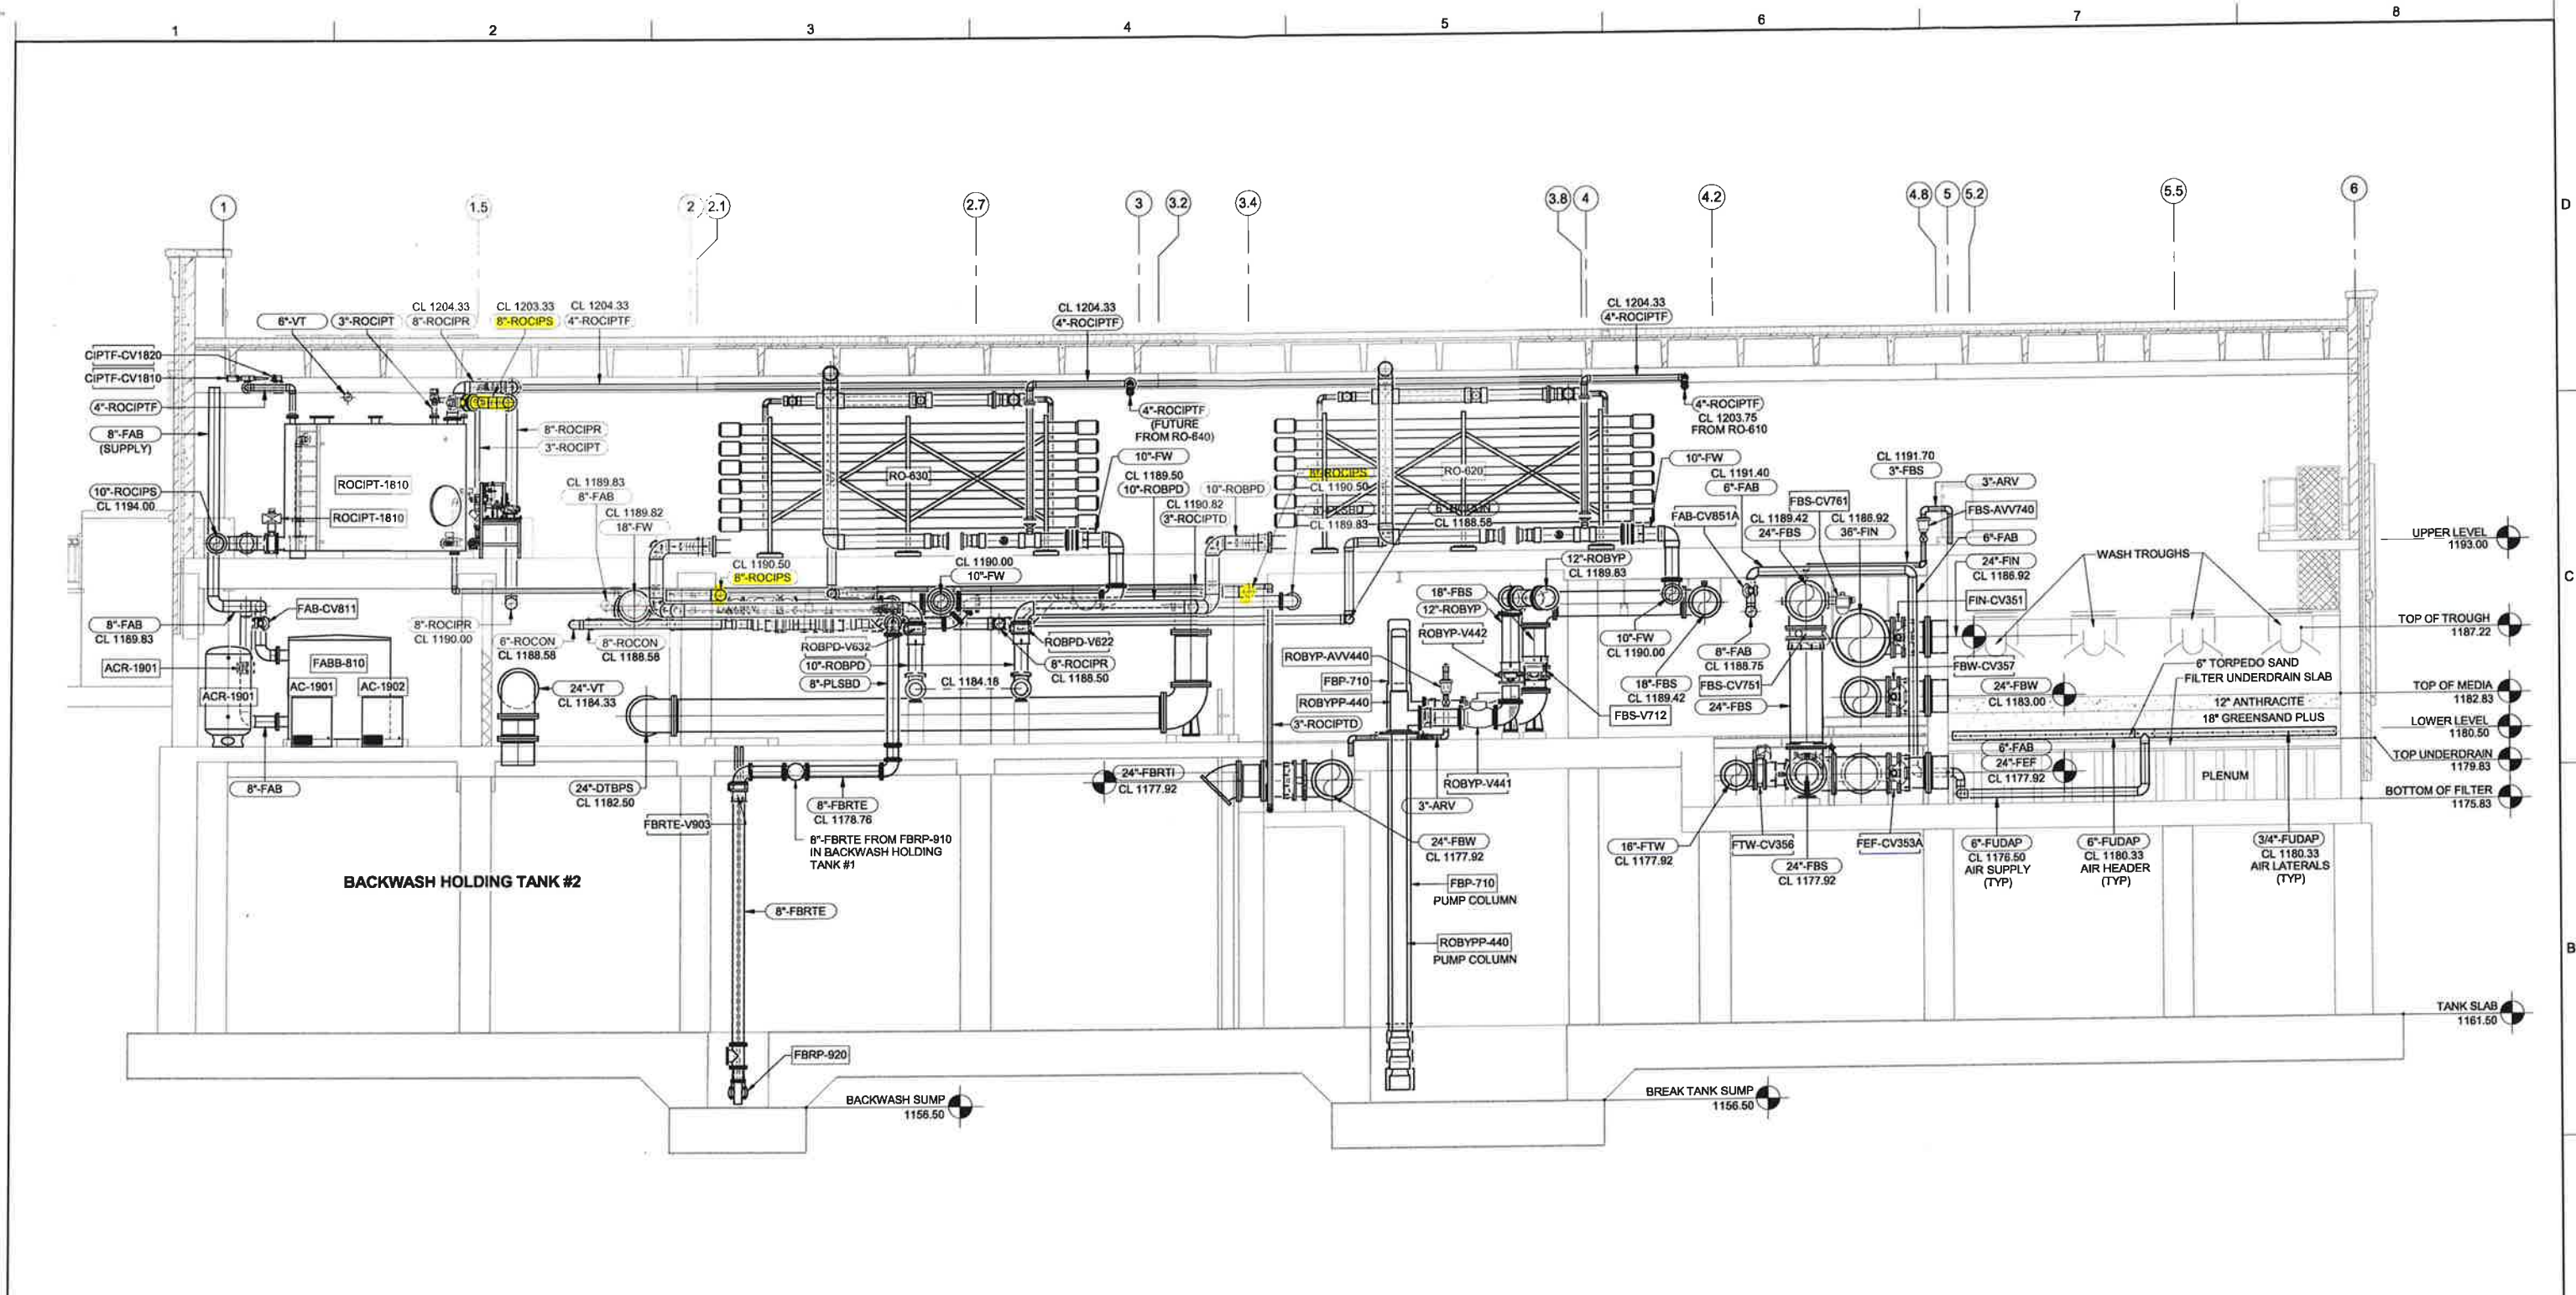 1 2 3 4 5 6 7 8
D
C
B
1 1.5 2 2.1 2.7 3 3.2 3.4 3.8 4 4.2 4.8 5 5.2 5.5 6
6"-VT
3"-ROCIPT
CL 1204.33
8"-ROCIPR
CL 1203.33
8"-ROCIPS
CL 1204.33
4"-ROCIPTF
CL 1204.33
4"-ROCIPTF
CL 1204.33
4"-ROCIPTF
CIPTF-CV1820
CIPTF-CV1810
4"-ROCIPTF
8"-FAB
(SUPPLY)
10"-ROCIPS
CL 1194.00
ROCIPT-1810
ROCIPT-1810
8"-ROCIPR
3"-ROCIPT
CL 1189.83
8"-FAB
CL 1189.82
18"-FW
RO-630
4"-ROCIPTF
(FUTURE
FROM RO-640)
10"-FW
CL 1189.50
10"-ROBPD
CL 1190.82
3"-ROCIPTD
10"-ROBPD
8"-ROCIPS
CL 1190.50
8"-PLSBD
CL 1189.83
RO-620
CL 1188.58
4"-ROCIPTF
CL 1203.75
FROM RO-610
10"-FW
CL 1191.40
6"-FAB
FAB-CV851A
CL 1189.42
24"-FBS
FBS-CV761
CL 1186.92
36"-FIN
CL 1191.70
3"-FBS
3"-ARV
FBS-AVV740
6"-FAB
24"-FIN
CL 1186.92
FIN-CV351
WASH TROUGHS
UPPER LEVEL
1193.00
TOP OF TROUGH
1187.22
TOP OF MEDIA
1182.83
LOWER LEVEL
1180.50
TOP UNDERDRAIN
1179.83
BOTTOM OF FILTER
1175.83
TANK SLAB
1161.50
8"-FAB
CL 1189.83
FAB-CV811
ACR-1901
ACR-1901
FABB-810
AC-1901
AC-1902
8"-FAB
8"-ROCIPR
CL 1190.00
6"-ROCON
CL 1188.58
8"-ROCON
CL 1188.58
CL 1190.50
8"-ROCIPS
CL 1190.00
10"-FW
ROBPD-V632
10"-ROBPD
8"-PLSBD
CL 1184.18
ROBPD-V622
8"-ROCIPR
CL 1188.50
24"-VT
CL 1184.33
24"-DTBPS
CL 1182.50
FBRTE-V903
8"-FBRTE
CL 1178.76
8"-FBRTE FROM FBRP-910
IN BACKWASH HOLDING
TANK #1
8"-FBRTE
FBRP-920
BACKWASH HOLDING TANK #2
BACKWASH SUMP
1156.50
24"-FBRTI
CL 1177.92
3"-ROCIPTD
ROBYP-AVV440
FBP-710
ROBYPP-440
18"-FBS
12"-ROBYP
ROBYP-V442
12"-ROBYP
CL 1189.83
FBS-V712
ROBYP-V441
3"-ARV
24"-FBW
CL 1177.92
FBP-710
PUMP COLUMN
ROBYPP-440
PUMP COLUMN
BREAK TANK SUMP
1156.50
10"-FW
CL 1190.00
18"-FBS
CL 1189.42
8"-FAB
CL 1188.75
FBS-CV751
24"-FBS
FBW-CV357
24"-FBW
CL 1183.00
6" TORPEDO SAND
FILTER UNDERDRAIN SLAB
12" ANTHRACITE
18" GREENSAND PLUS
6"-FAB
24"-FEF
CL 1177.92
PLENUM
16"-FTW
CL 1177.92
FTW-CV356
24"-FBS
CL 1177.92
FEF-CV353A
6"-FUDAP
CL 1176.50
AIR SUPPLY
(TYP)
6"-FUDAP
CL 1180.33
AIR HEADER
(TYP)
3/4"-FUDAP
CL 1180.33
AIR LATERALS
(TYP)